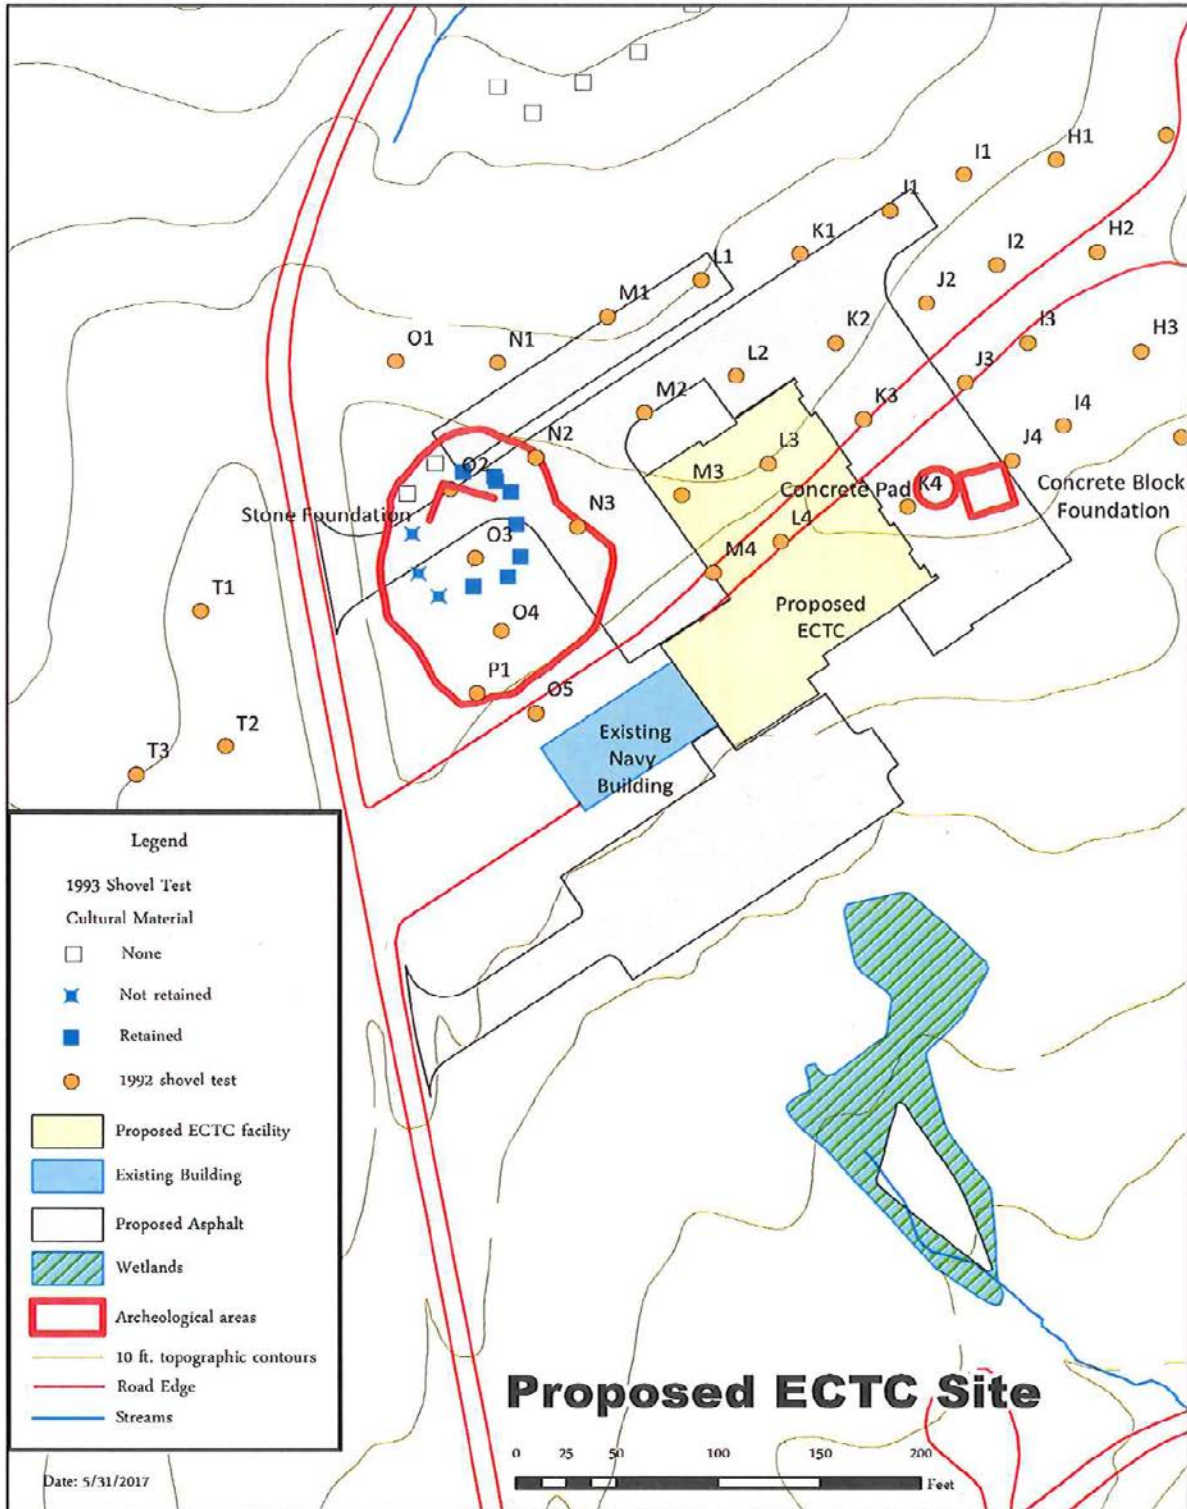 I1
H1
J1
K1
H2
I2
L1
J2
M1
I3
K2
H3
O1
N1
L2
J3
M2
K3
I4
N2
L3
J4
O2
M3
Concrete Pad
K4
Concrete Block
Foundation
Stone Foundation
N3
L4
O3
M4
T1
Proposed
ECTC
O4
P1
O5
T2
Existing
Navy
Building
T3
Legend
1993 Shovel Test
Cultural Material
None
Not retained
Retained
1992 shovel test
Proposed ECTC facility
Existing Building
Proposed Asphalt
Wetlands
Archeological areas
10 ft. topographic contours
Road Edge
Streams
Date: 5/31/2017
Proposed ECTC Site
0 25 50 100 150 200
Feet